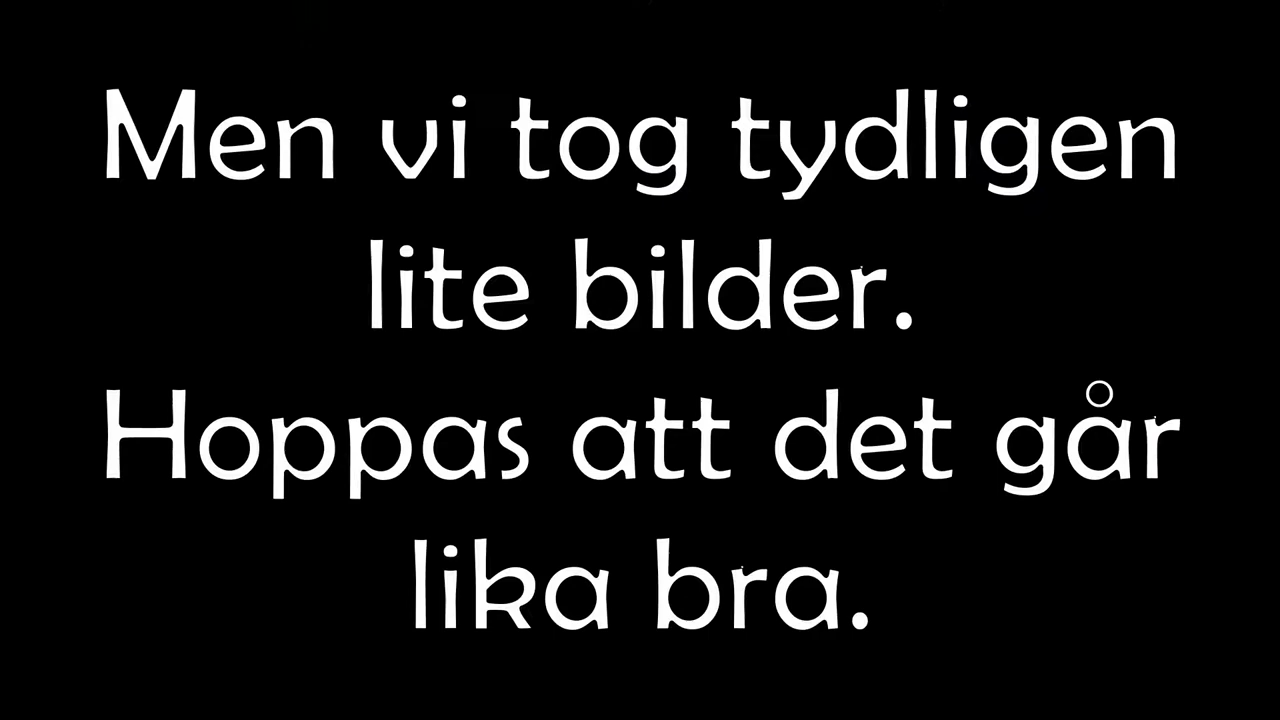 Men vi tog tydligen
lite bilder.
Hoppas att det går
lika bra.